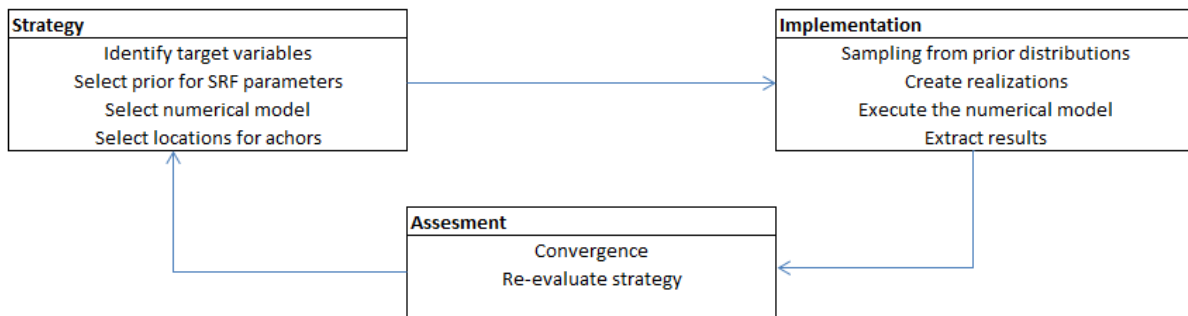 Strategy
Identify target variables
Select prior for SRF parameters
Select numerical model
Select locations for achors
Implementation
Sampling from prior distributions
Create realizations
Execute the numerical model
Extract results
Assesment
Convergence
Re-evaluate strategy